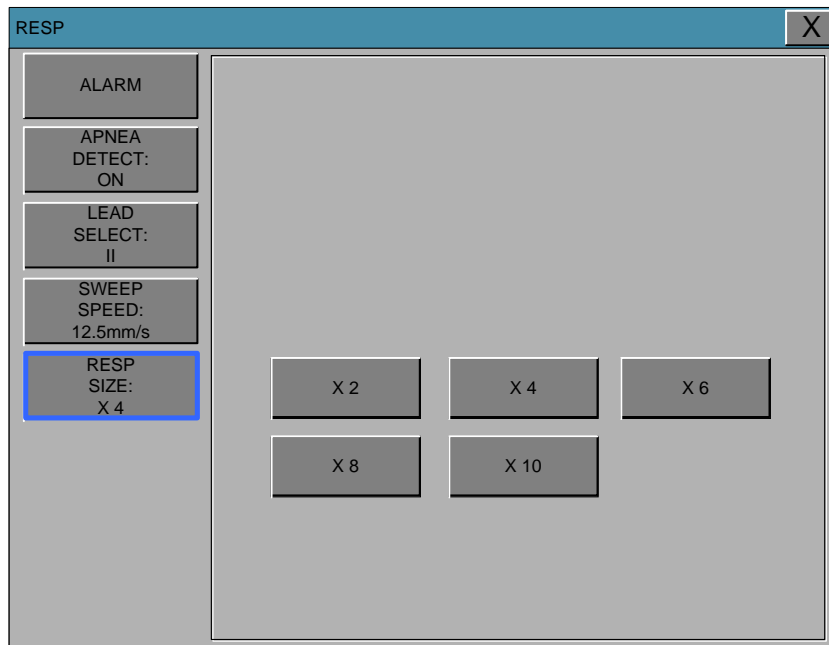 RESP
X
ALARM
APNEA
DETECT:
ON
LEAD
SELECT:
II
SWEEP
SPEED:
12.5mm/s
RESP
SIZE:
X 4
X 2
X 4
X 6
X 8
X 10